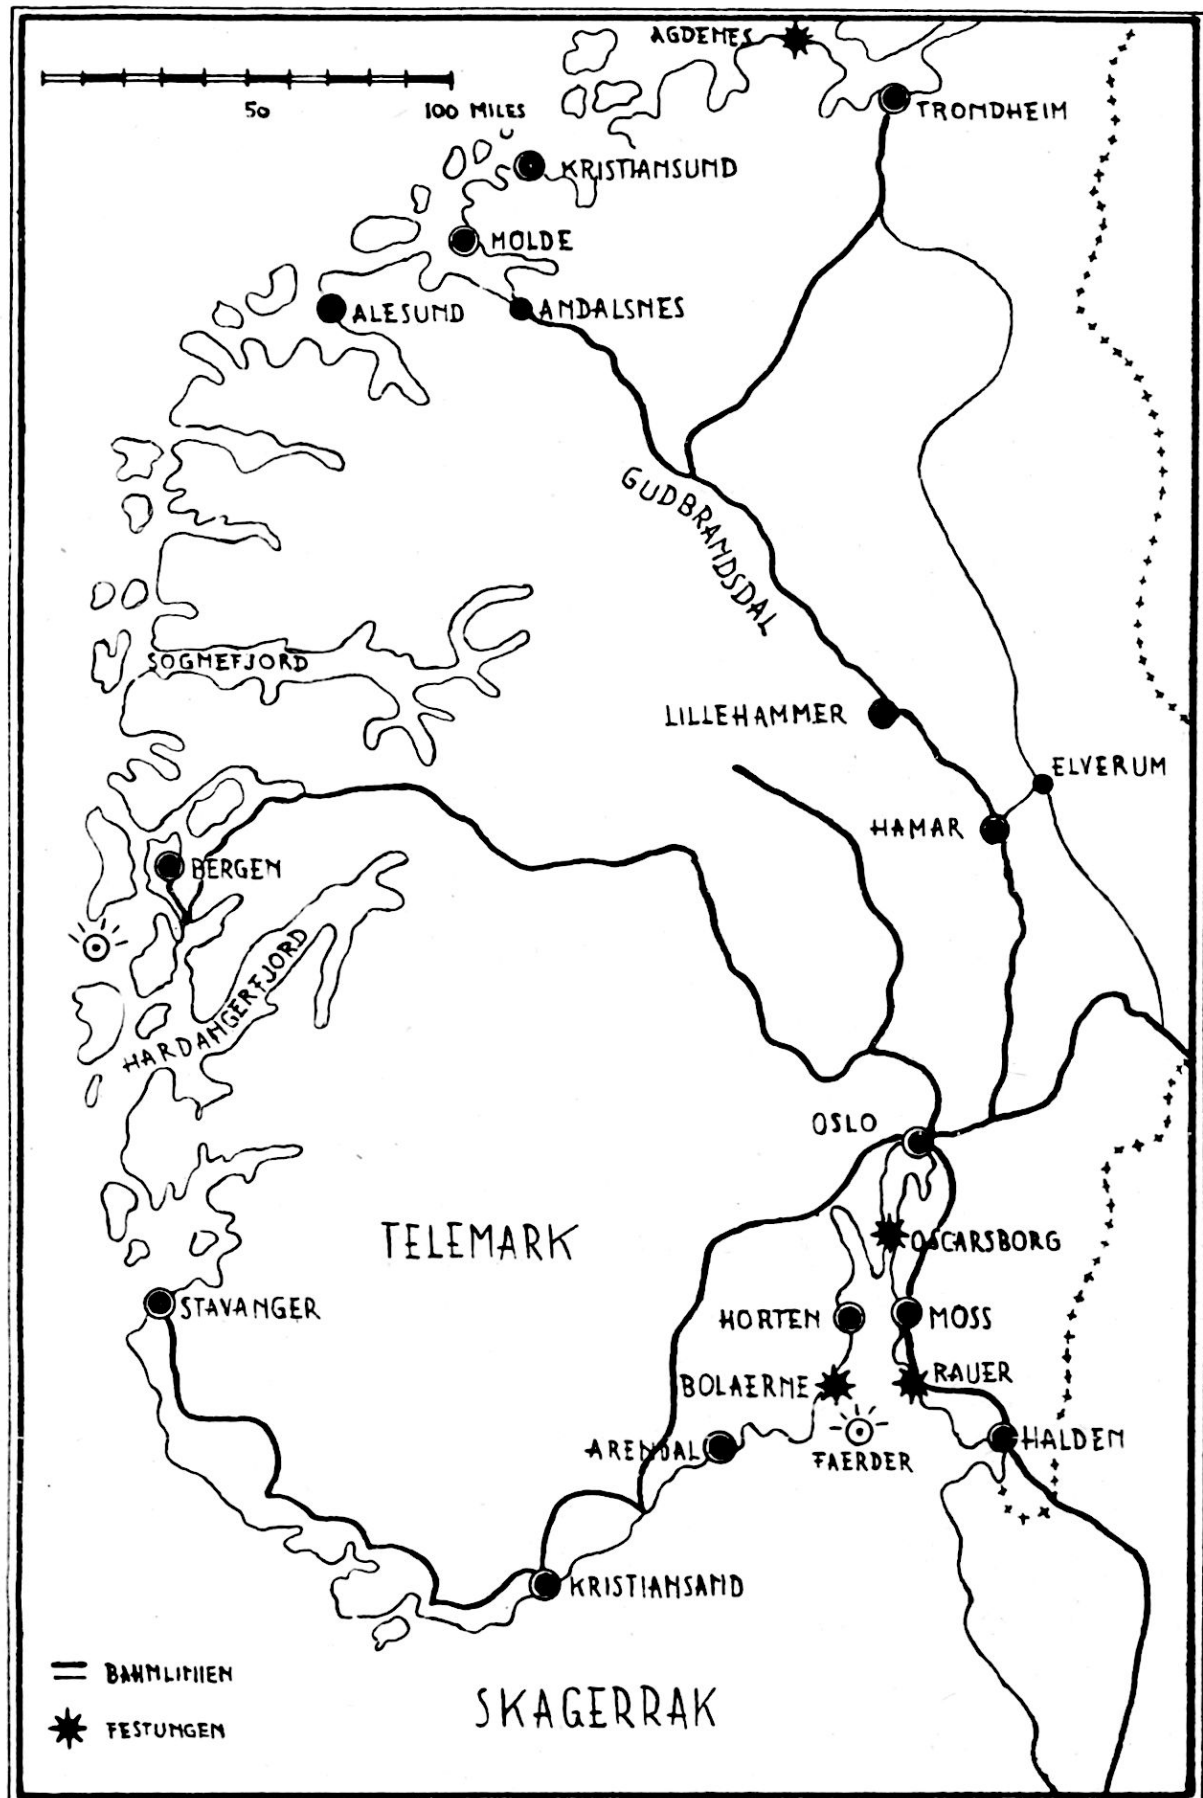 AGDENES
50
100 MILES
TRONDHEIM
KRISTIANSUND
MOLDE
ALESUND
ANDALSNES
GUDBRANDSDAL
SOGNEFJORD
LILLEHAMMER
ELVERUM
HAMAR
BERGEN
HARDANGERFJORD
OSLO
TELEMARK
OSCARSBORG
STAVANGER
HORTEN
MOSS
BOLAERNE
RAUER
ARENDAL
FAERDER
HALDEN
KRISTIANSAND
BAHNLINIEN
SKAGERRAK
FESTUNGEN